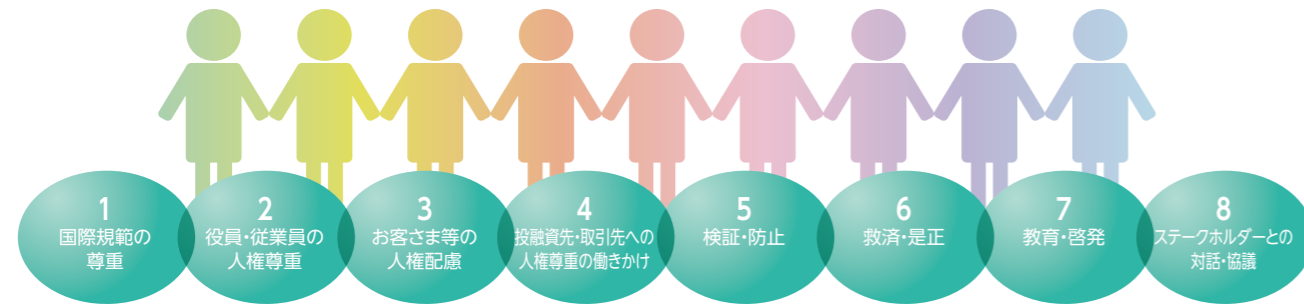 1
国際規範の
尊重
2
役員・従業員の
人権尊重
3
お客さま等の
人権配慮
4
投融資先・取引先への
人権尊重の働きかけ
5
検証・防止
6
救済・是正
7
教育・啓発
8
ステークホルダーとの
対話・協議